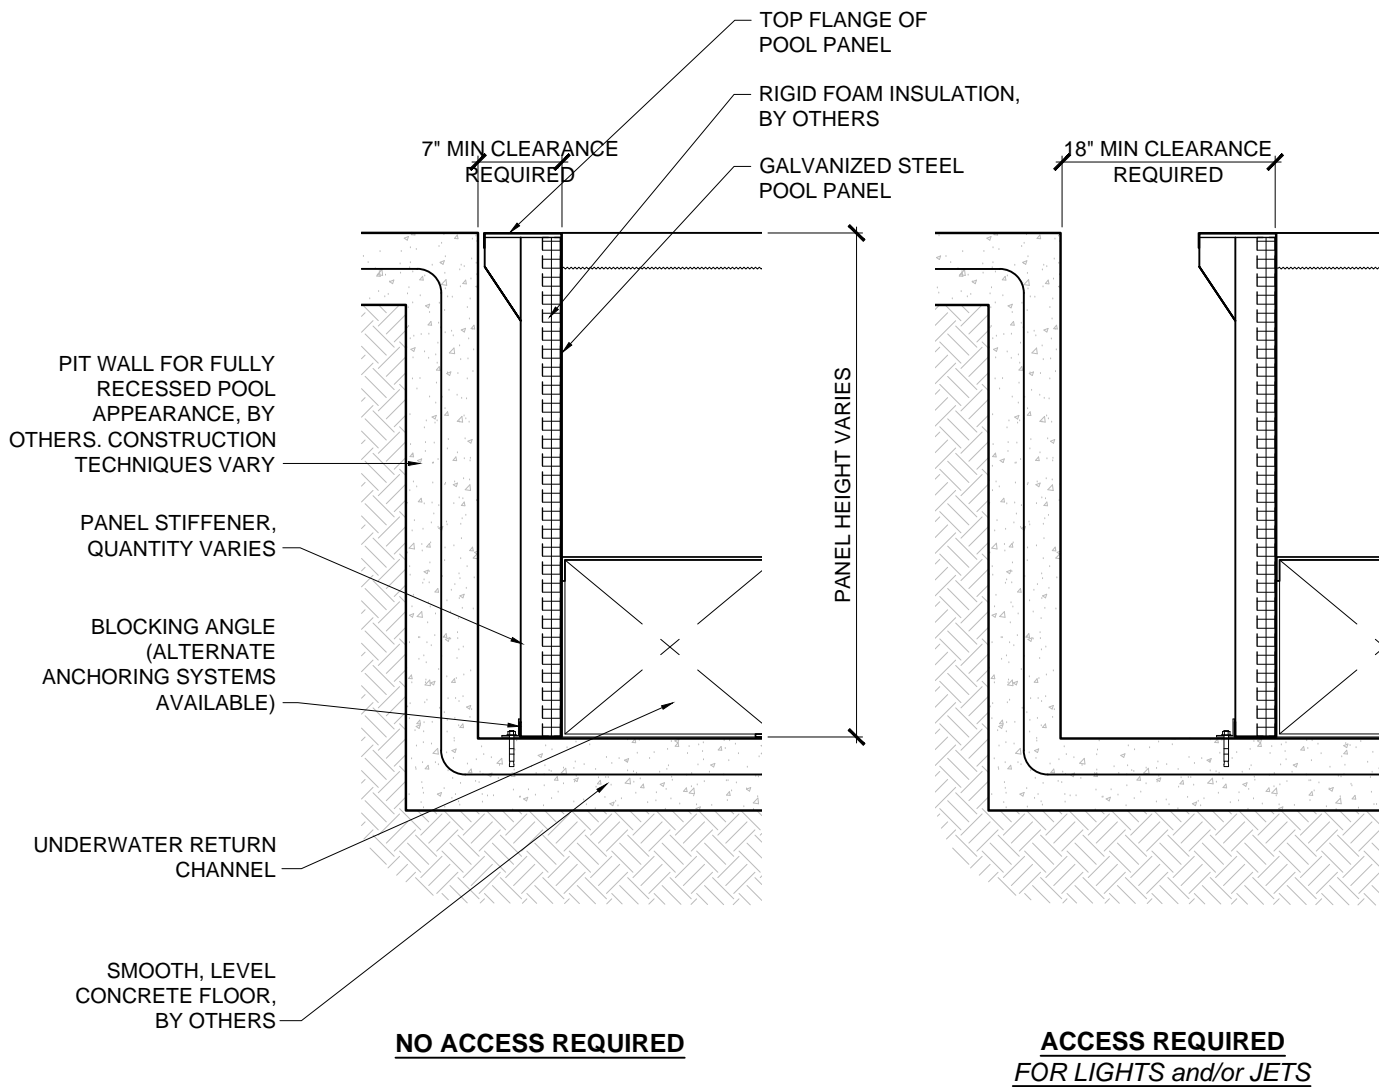 TOP FLANGE OF
POOL PANEL
RIGID FOAM INSULATION,
BY OTHERS
7" MIN CLEARANCE
REQUIRED
GALVANIZED STEEL
POOL PANEL
18" MIN CLEARANCE
REQUIRED
PIT WALL FOR FULLY
RECESSED POOL
APPEARANCE, BY
OTHERS. CONSTRUCTION
TECHNIQUES VARY
PANEL STIFFENER,
QUANTITY VARIES
BLOCKING ANGLE
(ALTERNATE
ANCHORING SYSTEMS
AVAILABLE)
PANEL HEIGHT VARIES
UNDERWATER RETURN
CHANNEL
SMOOTH, LEVEL
CONCRETE FLOOR,
BY OTHERS
NO ACCESS REQUIRED
ACCESS REQUIRED
FOR LIGHTS and/or JETS